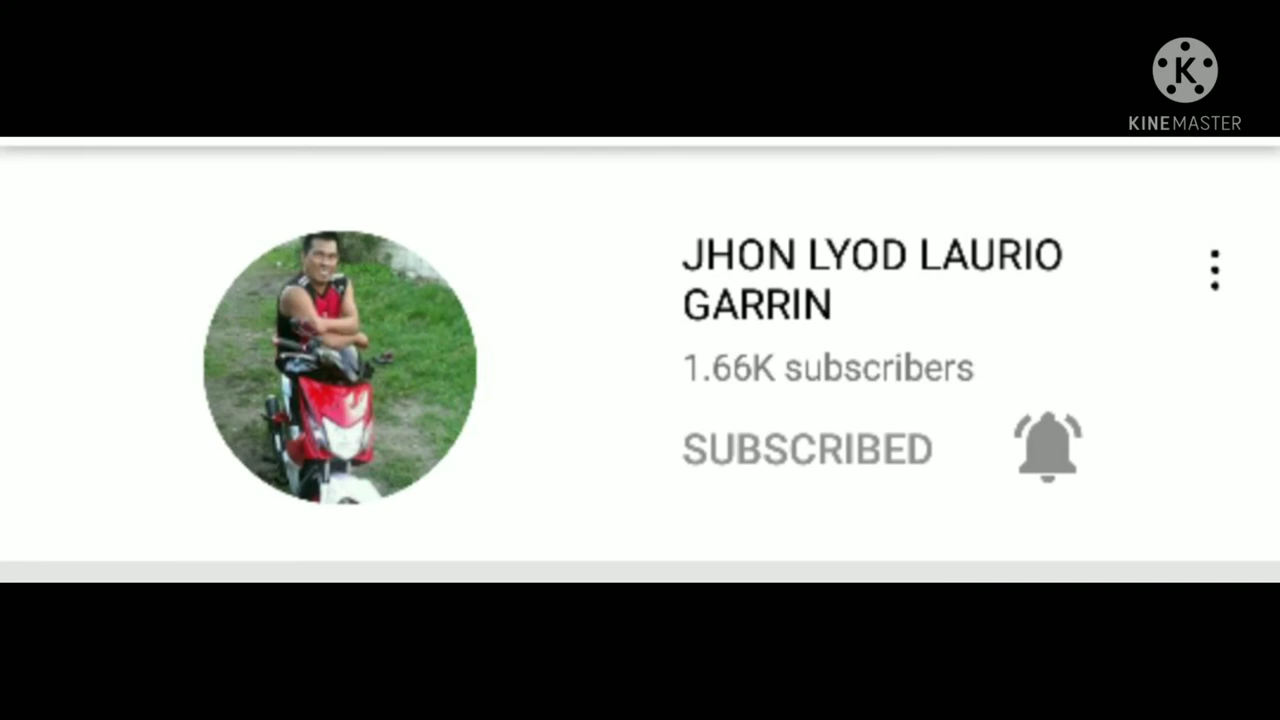 K
KINEMASTER
JHON LYOD LAURIO
GARRIN
1.66K subscribers
SUBSCRIBED